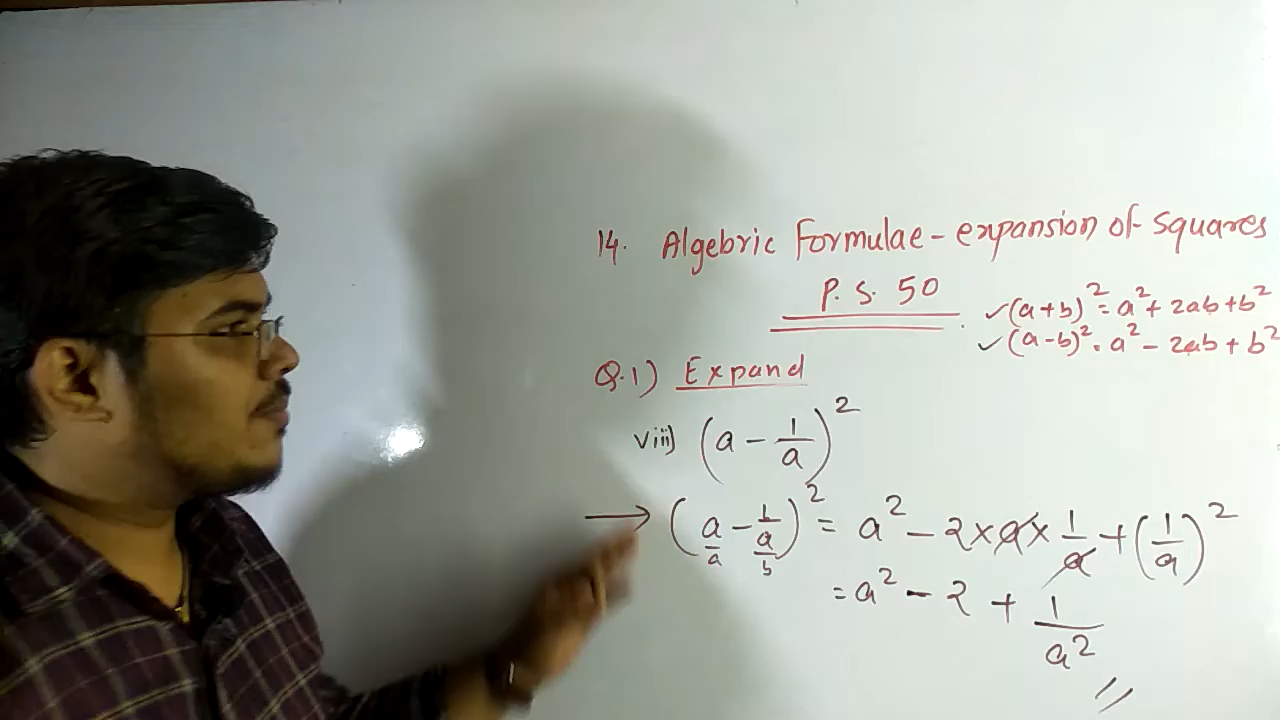 14. Algebric Formulae - expansion of squares
P. S. 50
✓(a+b)² = a² + 2ab + b²
✓(a-b)² = a² - 2ab + b²
Q.1) Expand
viii) (a - 1/a)²
→ (a - 1/a)² = a² - 2×a×1/a + (1/a)²
a b
= a² - 2 + 1/a² //